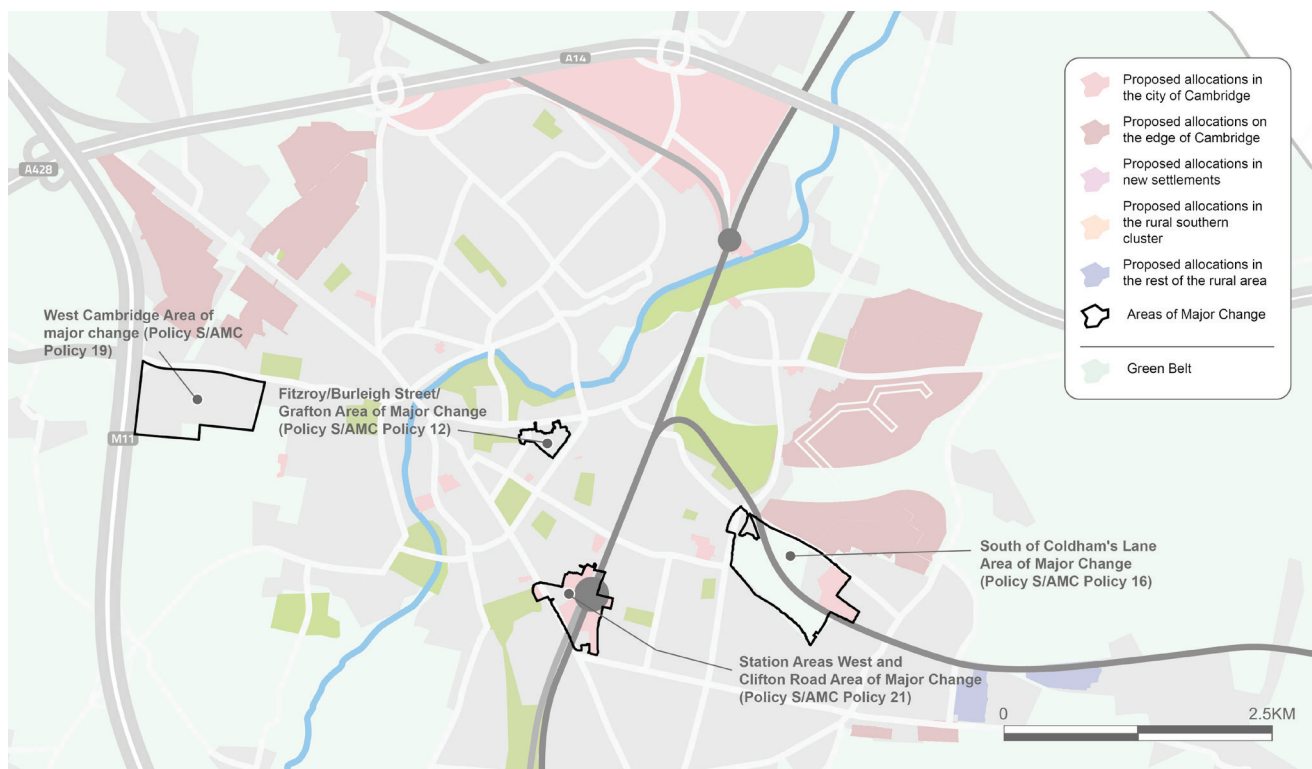 A14
A428
M11
West Cambridge Area of
major change (Policy S/AMC
Policy 19)
Fitzroy/Burleigh Street/
Grafton Area of Major Change
(Policy S/AMC Policy 12)
South of Coldham's Lane
Area of Major Change
(Policy S/AMC Policy 16)
Station Areas West and
Clifton Road Area of Major Change
(Policy S/AMC Policy 21)
Proposed allocations in
the city of Cambridge
Proposed allocations on
the edge of Cambridge
Proposed allocations in
new settlements
Proposed allocations in
the rural southern
cluster
Proposed allocations in
the rest of the rural area
Areas of Major Change
Green Belt
0
2.5KM